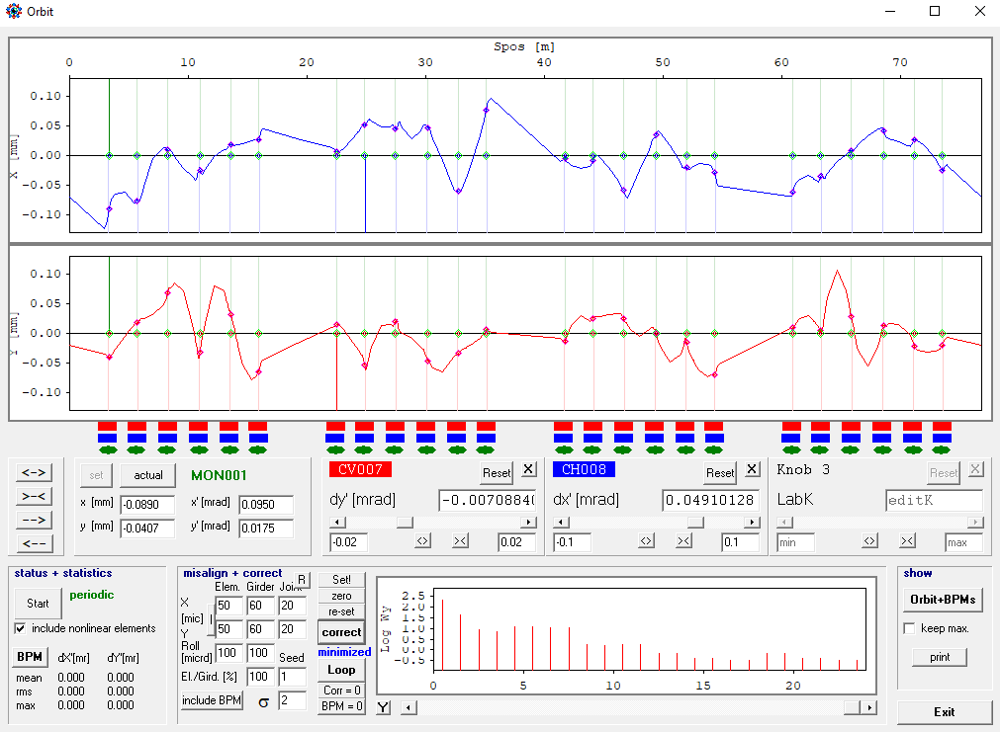 Orbit
Spos [m]
0 10 20 30 40 50 60 70
0.10
0.05
0.00
-0.05
-0.10
X [mm]
0.10
0.05
0.00
-0.05
-0.10
Y [mm]
<-> >-< --> <--
set actual MON001
x [mm] -0.0890 x' [mrad] 0.0950
y [mm] -0.0407 y' [mrad] 0.0175
CV007 Reset X
dy' [mrad] -0.00708840
-0.02 <> >< 0.02
CH008 Reset X
dx' [mrad] 0.04910108
-0.1 <> >< 0.1
Knob 3 Reset X
LabK editK
min <> >< max
status + statistics
Start periodic
include nonlinear elements
BPM dX'[mr] dY'[mr]
mean 0.000 0.000
rms 0.000 0.000
max 0.000 0.000
misalign + correct
Elem. Girder Joi R
X 50 60 20
[mic]
Y 50 60 20
Roll [micrd] 100 100 Seed
El./Gird. [%] 100 1
include BPM σ 2
Set!
zero
re-set
correct
minimized
Loop
Corr = 0
BPM = 0
Log Wy
2.5
2.0
1.5
1.0
0.5
0.0
-0.5
0 5 10 15 20
Y
show
Orbit+BPMs
keep max.
print
Exit